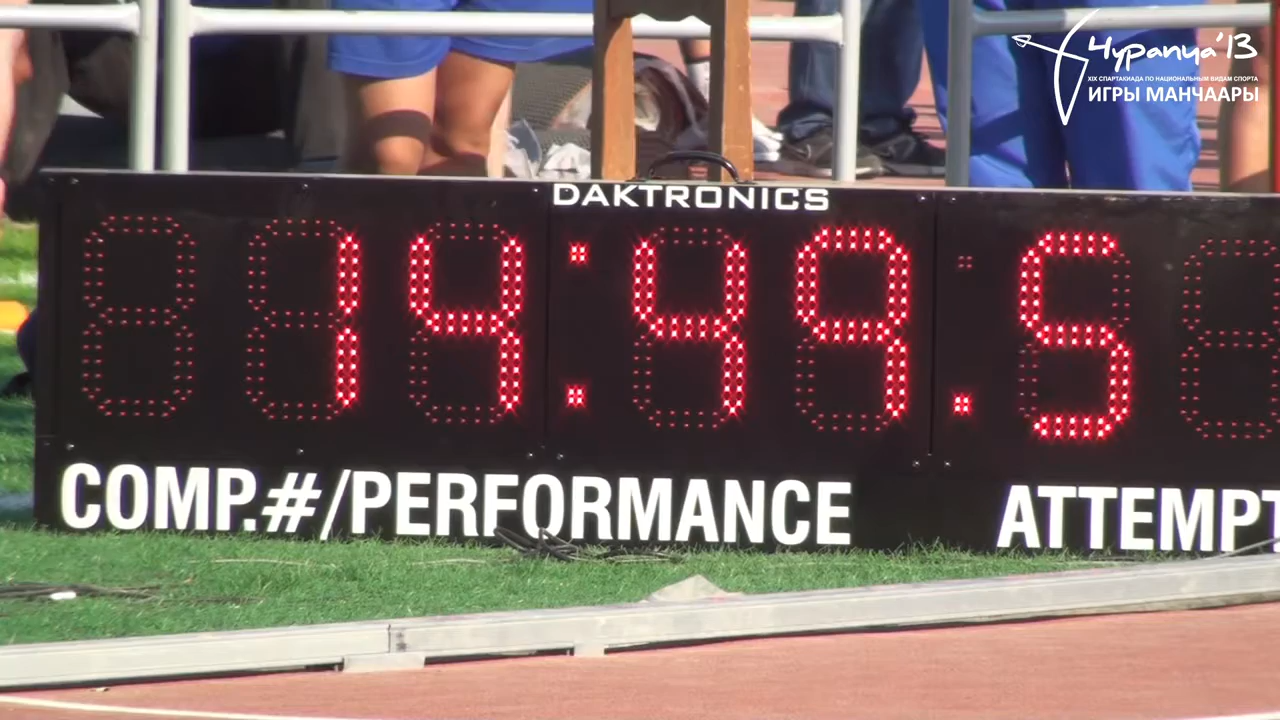 Чурапча'13
XIX СПАРТАКИАДА ПО НАЦИОНАЛЬНЫМ ВИДАМ СПОРТА
ИГРЫ МАНЧААРЫ
DAKTRONICS
14:49.5
COMP.#/PERFORMANCE ATTEMPT